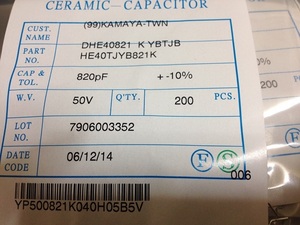 CERAMIC-CAPACITOR
CUST. NAME (99)KAMAYA-TWN
DHE40821 K YBTJB
PART NO. HE40TJYB821K
CAP & TOL. 820pF +-10%
W.V. 50V Q'TY. 200 PCS.
LOT NO 7906003352
DATE CODE 06/12/14 F S
006
YP500821K040H05B5V